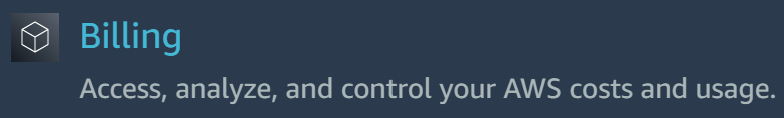 Billing
Access, analyze, and control your AWS costs and usage.